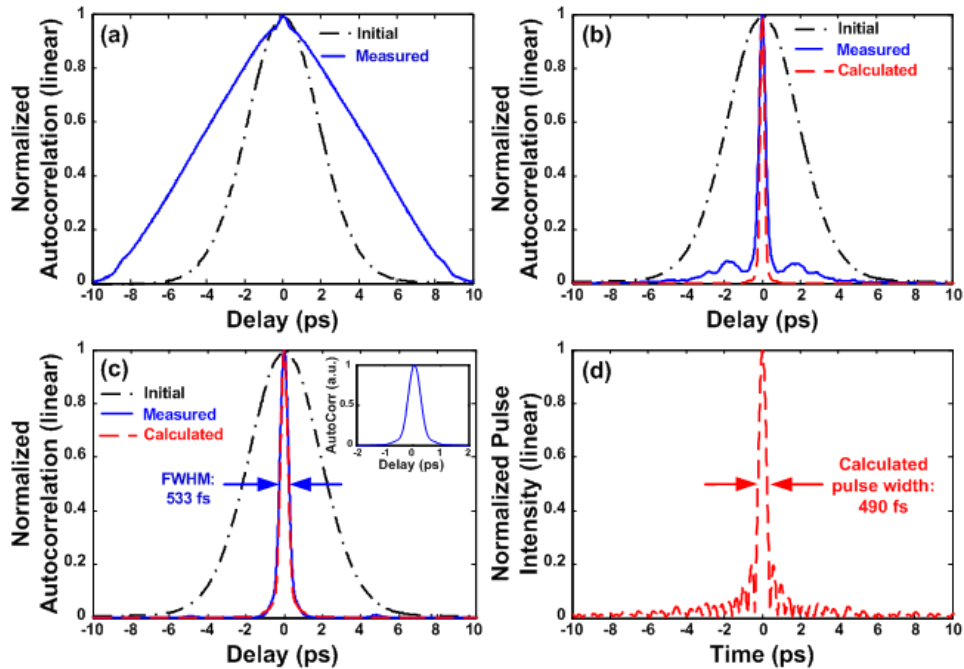 (a)
Initial
Measured
Normalized
Autocorrelation (linear)
1
0.8
0.6
0.4
0.2
0
-10 -8 -6 -4 -2 0 2 4 6 8 10
Delay (ps)
(b)
Initial
Measured
Calculated
Normalized
Autocorrelation (linear)
1
0.8
0.6
0.4
0.2
0
-10 -8 -6 -4 -2 0 2 4 6 8 10
Delay (ps)
(c)
Initial
Measured
Calculated
FWHM:
533 fs
Normalized
Autocorrelation (linear)
1
0.8
0.6
0.4
0.2
0
-10 -8 -6 -4 -2 0 2 4 6 8 10
Delay (ps)
AutoCorr (a.u.)
1
0.5
0
-2 -1 0 1 2
Delay (ps)
(d)
Calculated
pulse width:
490 fs
Normalized Pulse
Intensity (linear)
1
0.8
0.6
0.4
0.2
0
-10 -8 -6 -4 -2 0 2 4 6 8 10
Time (ps)